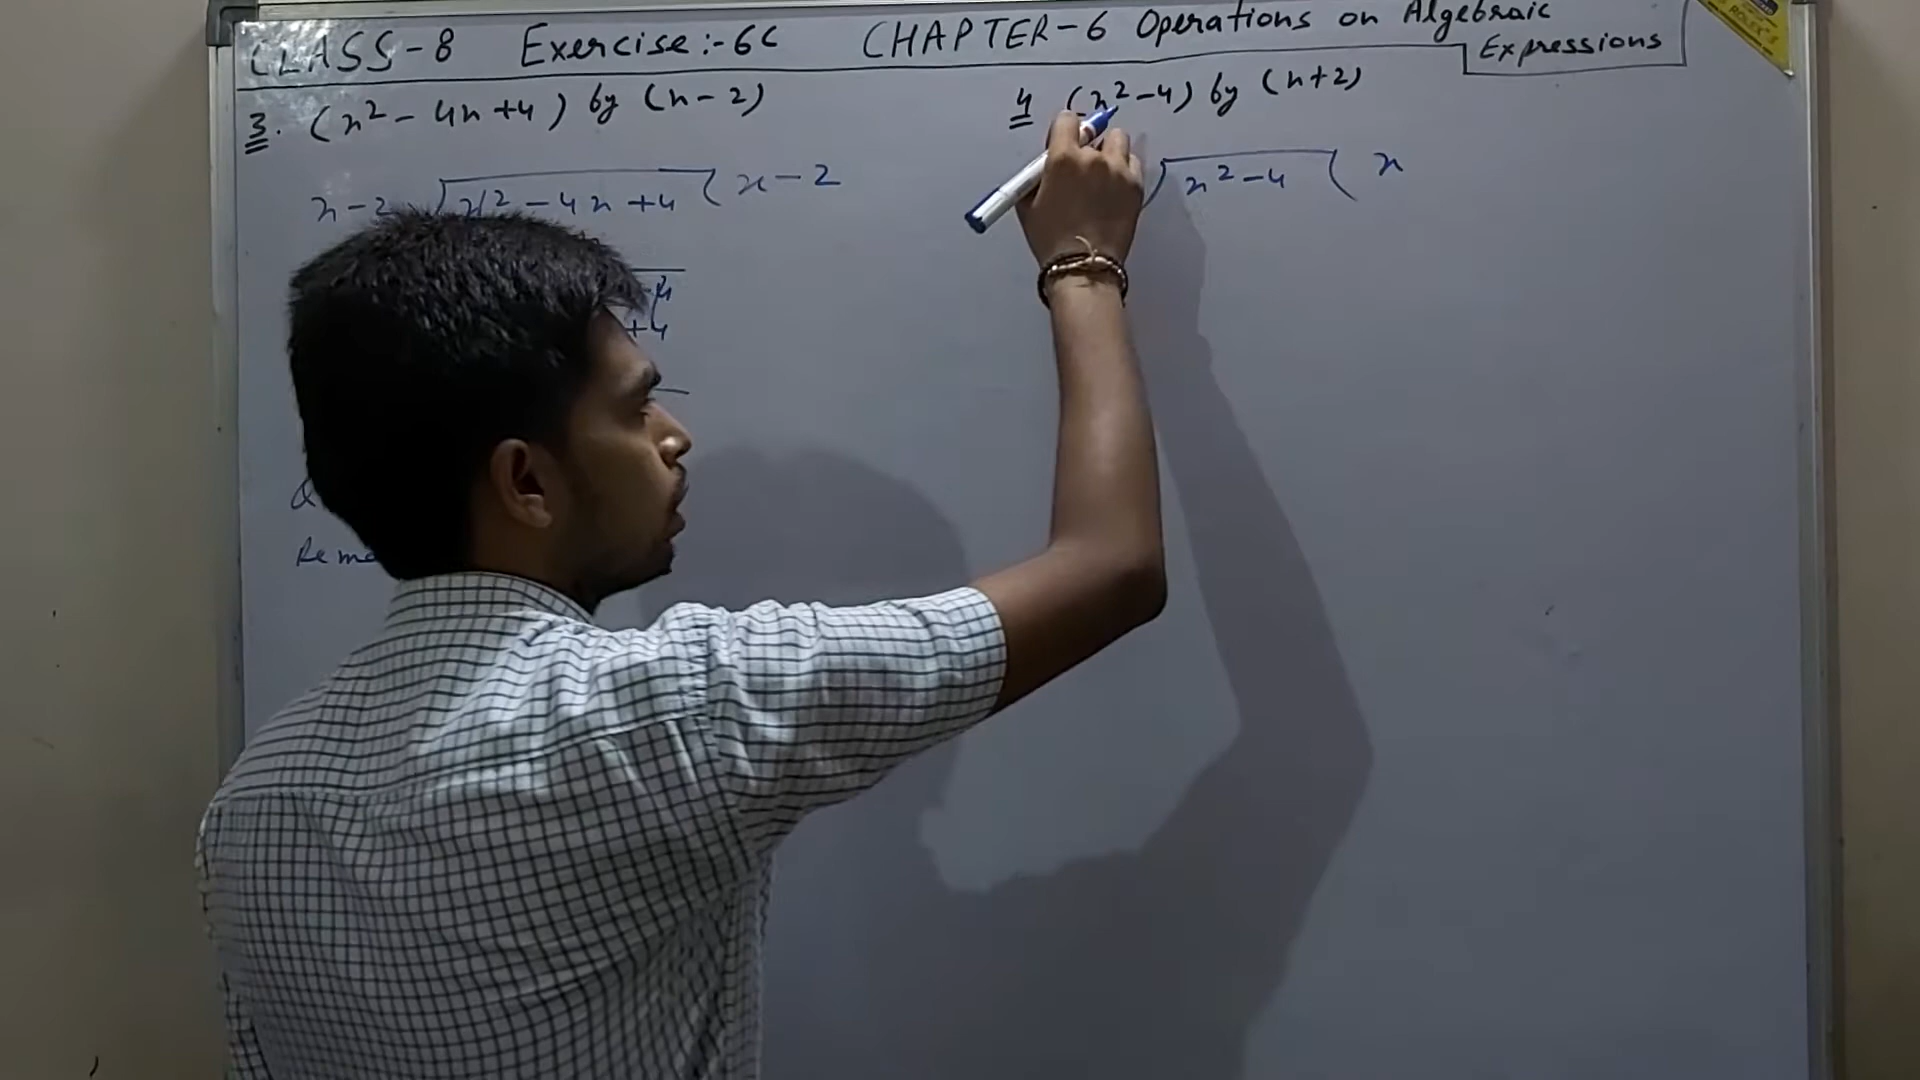 CLASS-8 Exercise:-6C CHAPTER-6 Operations on Algebraic
Expressions
3. (x² - 4x + 4) by (x - 2)
x - 2 x² - 4x + 4 ( x - 2
+4
4 (x² - 4) by (x + 2)
x² - 4 ( x